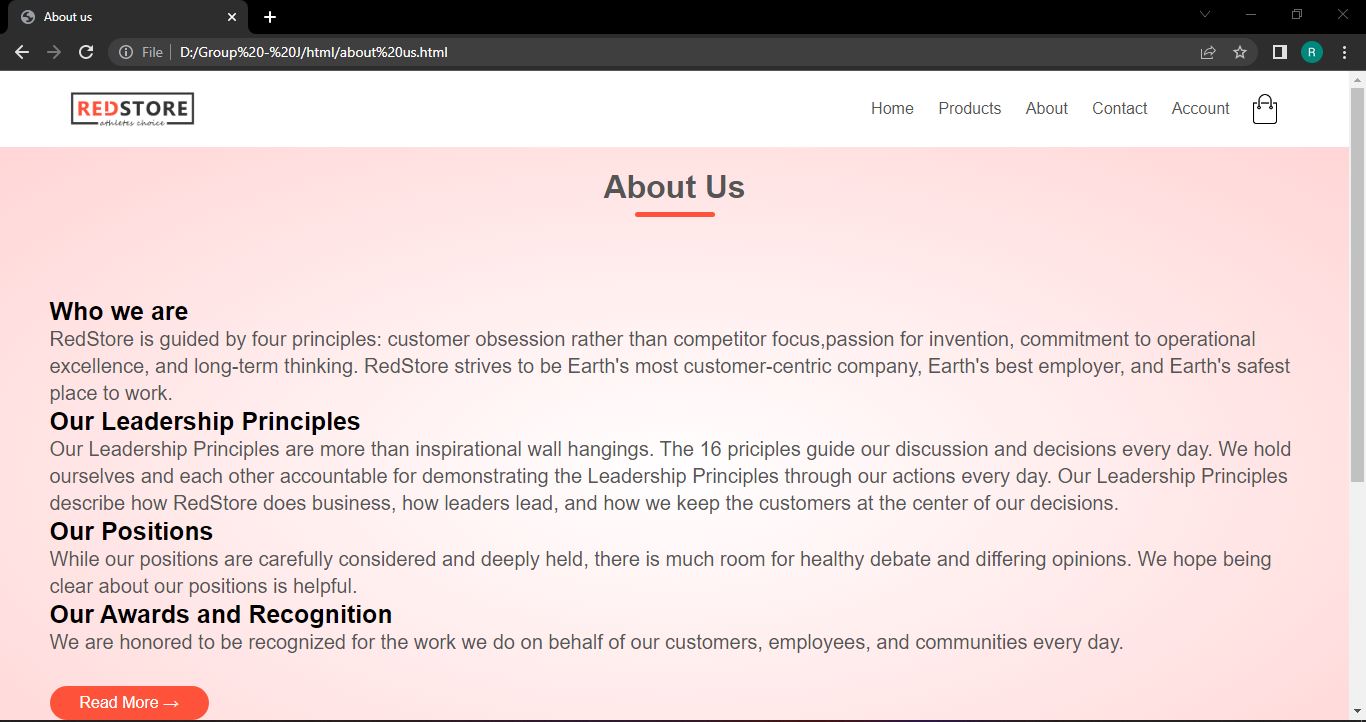 About us
File
D:/Group%20-%20J/html/about%20us.html
R
REDSTORE
athletes choice
Home Products About Contact Account
About Us
Who we are
RedStore is guided by four principles: customer obsession rather than competitor focus,passion for invention, commitment to operational
excellence, and long-term thinking. RedStore strives to be Earth's most customer-centric company, Earth's best employer, and Earth's safest
place to work.
Our Leadership Principles
Our Leadership Principles are more than inspirational wall hangings. The 16 priciples guide our discussion and decisions every day. We hold
ourselves and each other accountable for demonstrating the Leadership Principles through our actions every day. Our Leadership Principles
describe how RedStore does business, how leaders lead, and how we keep the customers at the center of our decisions.
Our Positions
While our positions are carefully considered and deeply held, there is much room for healthy debate and differing opinions. We hope being
clear about our positions is helpful.
Our Awards and Recognition
We are honored to be recognized for the work we do on behalf of our customers, employees, and communities every day.
Read More →